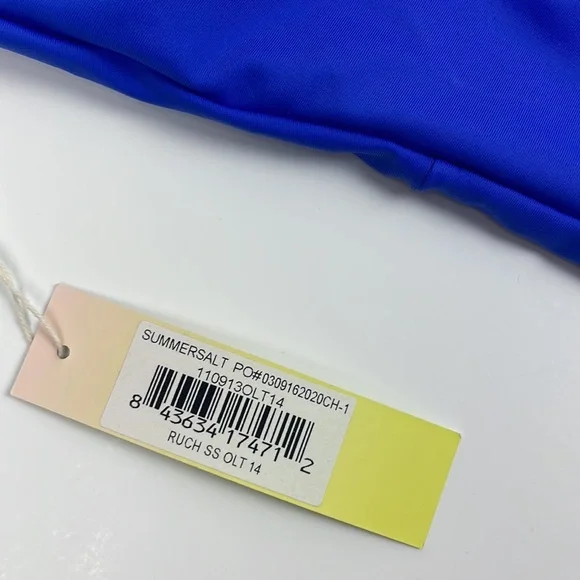 SUMMERSALT PO#0309162020CH-1
110913OLT14
8 43634 17471 2
RUCH SS OLT 14